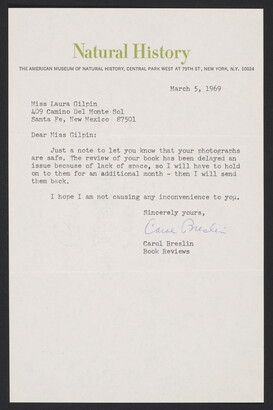 Natural History
THE AMERICAN MUSEUM OF NATURAL HISTORY, CENTRAL PARK WEST AT 79TH ST., NEW YORK, N.Y. 10024
March 5, 1969
Miss Laura Gilpin
409 Camino Del Monte Sol
Santa Fe, New Mexico 87501
Dear Miss Gilpin:
Just a note to let you know that your photographs
are safe. The review of your book has been delayed an
issue because of lack of space, so I will have to hold
on to them for an additional month - then I will send
them back.
I hope I am not causing any inconvenience to you.
Sincerely yours,
Carol Breslin
Carol Breslin
Book Reviews